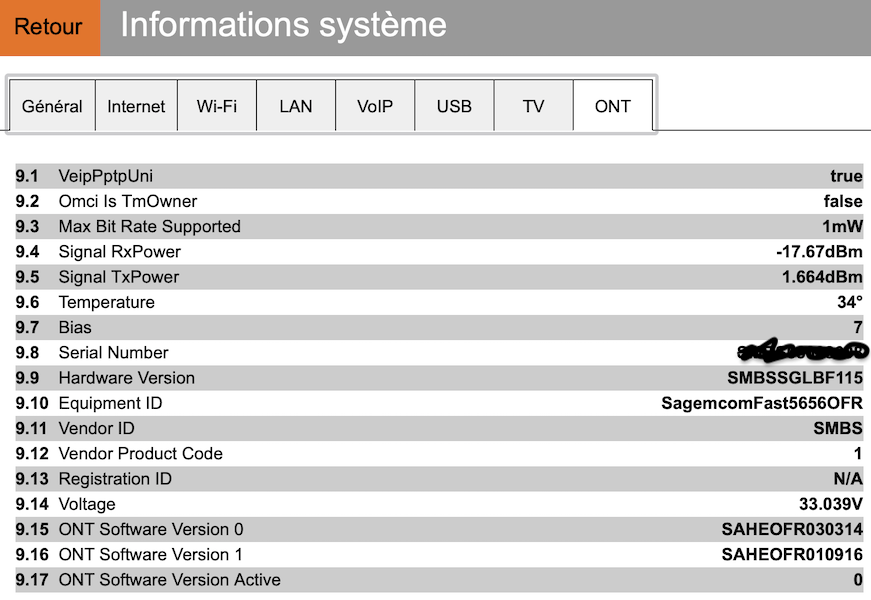 Retour Informations système
Général Internet Wi-Fi LAN VoIP USB TV ONT
9.1 VeipPptpUni true
9.2 Omci Is TmOwner false
9.3 Max Bit Rate Supported 1mW
9.4 Signal RxPower -17.67dBm
9.5 Signal TxPower 1.664dBm
9.6 Temperature 34°
9.7 Bias 7
9.8 Serial Number
9.9 Hardware Version SMBSSGLBF115
9.10 Equipment ID SagemcomFast5656OFR
9.11 Vendor ID SMBS
9.12 Vendor Product Code 1
9.13 Registration ID N/A
9.14 Voltage 33.039V
9.15 ONT Software Version 0 SAHEOFR030314
9.16 ONT Software Version 1 SAHEOFR010916
9.17 ONT Software Version Active 0